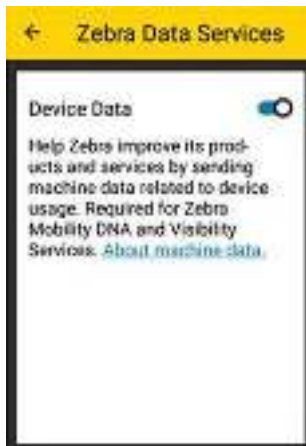 Zebra Data Services
Device Data
Help Zebra improve its prod-
ucts and services by sending
machine data related to device
usage. Required for Zebra
Mobility DNA and Visibility
Services. About machine data.